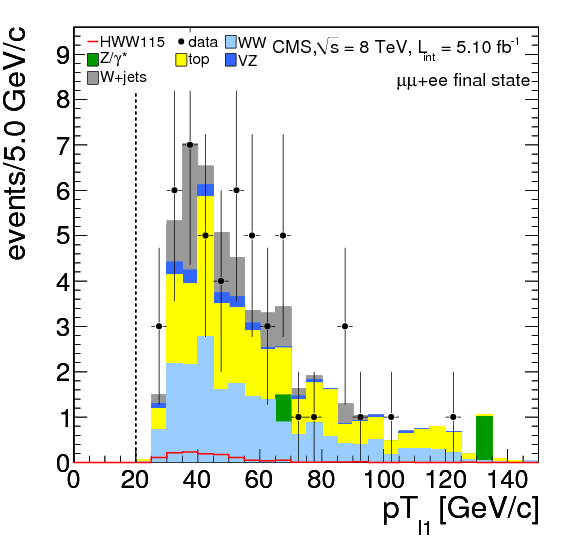 HWW115 data WW
Z/γ* top VZ
W+jets
CMS,√s = 8 TeV, L_int = 5.10 fb⁻¹
μμ+ee final state
events/5.0 GeV/c
9
8
7
6
5
4
3
2
1
0
0 20 40 60 80 100 120 140
pT_l1 [GeV/c]